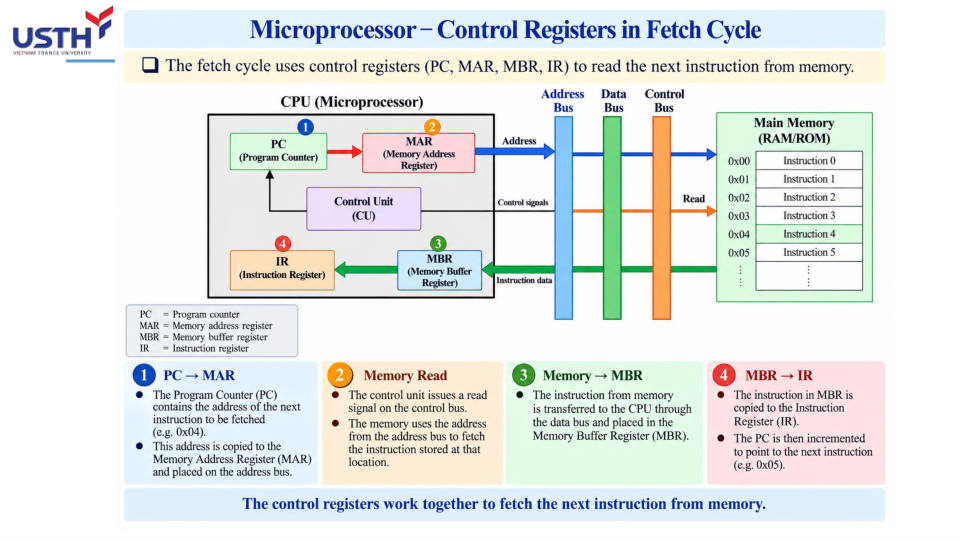 USTH
VIETNAM FRANCE UNIVERSITY
Microprocessor – Control Registers in Fetch Cycle
❑ The fetch cycle uses control registers (PC, MAR, MBR, IR) to read the next instruction from memory.
CPU (Microprocessor)
Address
Bus
Data
Bus
Control
Bus
1
PC
(Program Counter)
2
MAR
(Memory Address
Register)
Address
Control Unit
(CU)
Control signals
Read
4
IR
(Instruction Register)
3
MBR
(Memory Buffer
Register)
Instruction data
Main Memory
(RAM/ROM)
0x00 Instruction 0
0x01 Instruction 1
0x02 Instruction 2
0x03 Instruction 3
0x04 Instruction 4
0x05 Instruction 5
⋮ ⋮
PC = Program counter
MAR = Memory address register
MBR = Memory buffer register
IR = Instruction register
1 PC → MAR
• The Program Counter (PC)
contains the address of the next
instruction to be fetched
(e.g. 0x04).
• This address is copied to the
Memory Address Register (MAR)
and placed on the address bus.
2 Memory Read
• The control unit issues a read
signal on the control bus.
• The memory uses the address
from the address bus to fetch
the instruction stored at that
location.
3 Memory → MBR
• The instruction from memory
is transferred to the CPU through
the data bus and placed in the
Memory Buffer Register (MBR).
4 MBR → IR
• The instruction in MBR is
copied to the Instruction
Register (IR).
• The PC is then incremented
to point to the next instruction
(e.g. 0x05).
The control registers work together to fetch the next instruction from memory.